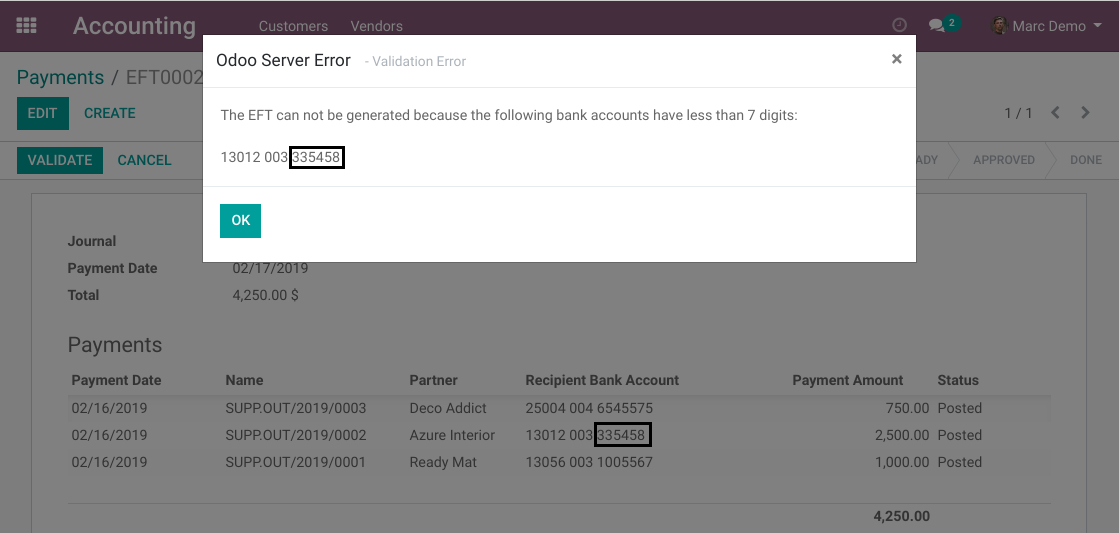 Accounting Customers Vendors 2 Marc Demo
Odoo Server Error - Validation Error ×
Payments / EFT0002
The EFT can not be generated because the following bank accounts have less than 7 digits:
EDIT CREATE 1 / 1
13012 003 335458
VALIDATE CANCEL ADY APPROVED DONE
OK
Journal
Payment Date 02/17/2019
Total 4,250.00 $
Payments
Payment Date Name Partner Recipient Bank Account Payment Amount Status
02/16/2019 SUPP.OUT/2019/0003 Deco Addict 25004 004 6545575 750.00 Posted
02/16/2019 SUPP.OUT/2019/0002 Azure Interior 13012 003 335458 2,500.00 Posted
02/16/2019 SUPP.OUT/2019/0001 Ready Mat 13056 003 1005567 1,000.00 Posted
4,250.00